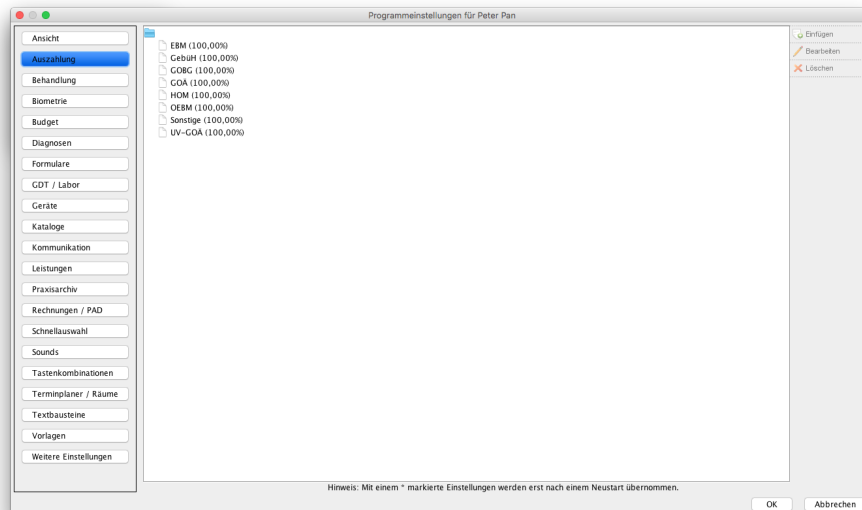 Programmeinstellungen für Peter Pan
Ansicht
Auszahlung
Behandlung
Biometrie
Budget
Diagnosen
Formulare
GDT / Labor
Geräte
Kataloge
Kommunikation
Leistungen
Praxisarchiv
Rechnungen / PAD
Schnellauswahl
Sounds
Tastenkombinationen
Terminplaner / Räume
Textbausteine
Vorlagen
Weitere Einstellungen
EBM (100,00%)
GebüH (100,00%)
GOBG (100,00%)
GOÄ (100,00%)
HOM (100,00%)
OEBM (100,00%)
Sonstige (100,00%)
UV-GOÄ (100,00%)
Einfügen
Bearbeiten
Löschen
Hinweis: Mit einem * markierte Einstellungen werden erst nach einem Neustart übernommen.
OK
Abbrechen